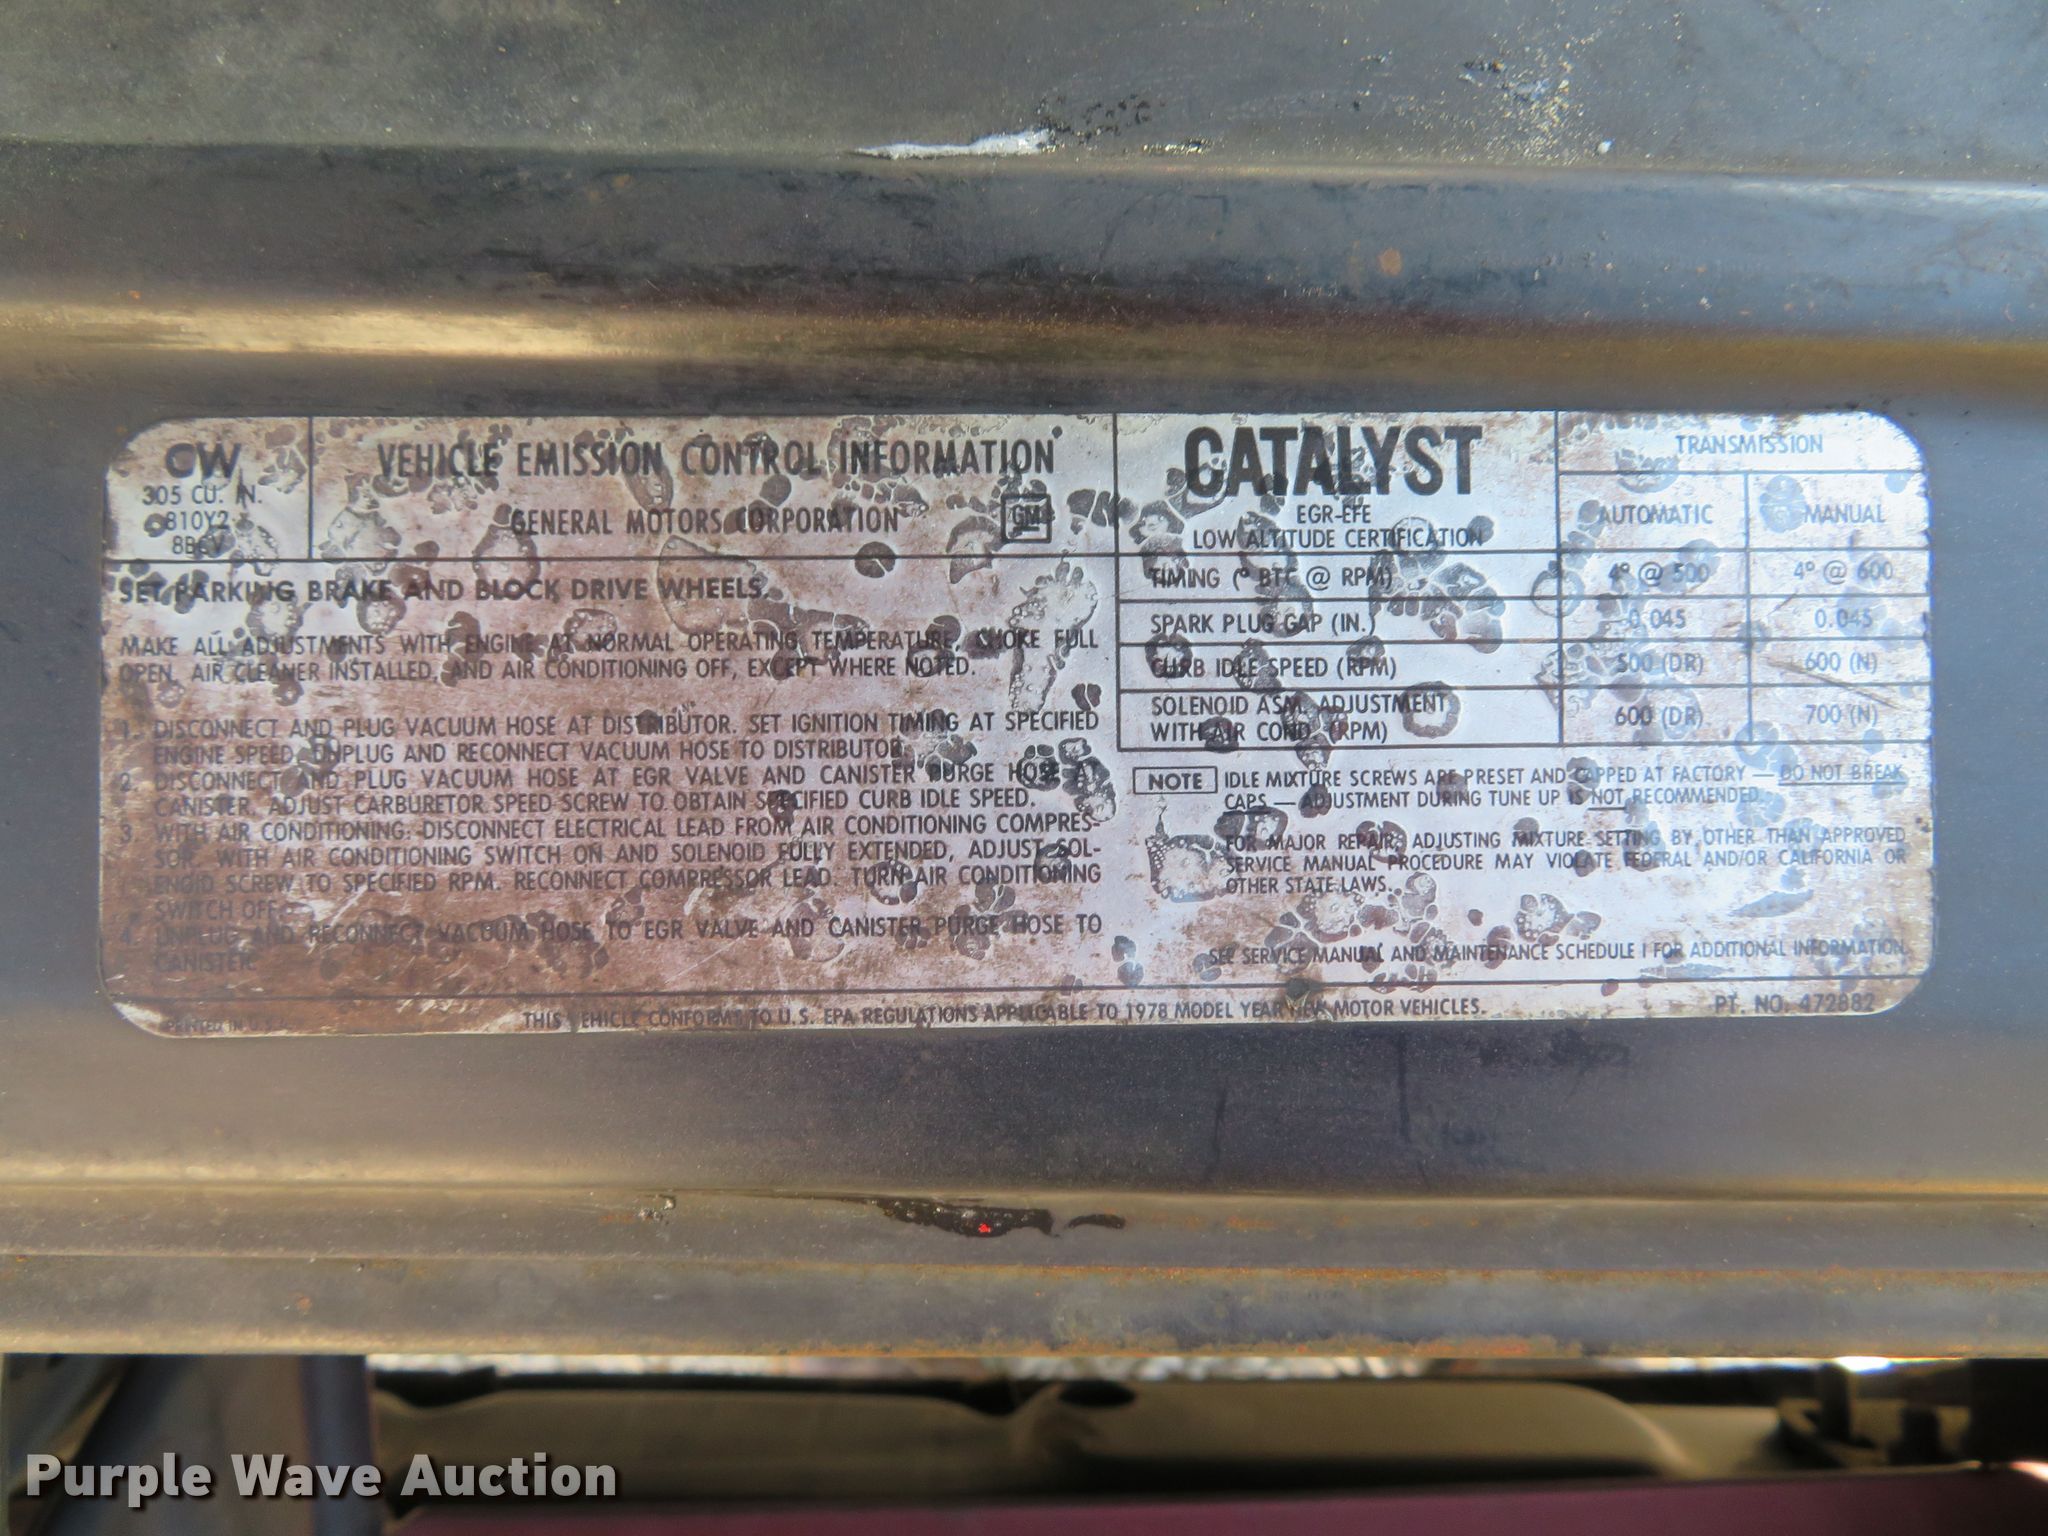 CW
305 CU. IN.
810Y2
VEHICLE EMISSION CONTROL INFORMATION
GENERAL MOTORS CORPORATION
GM
SET PARKING BRAKE AND BLOCK DRIVE WHEELS.
MAKE ALL ADJUSTMENTS WITH ENGINE AT NORMAL OPERATING TEMPERATURE, CHOKE FULL
OPEN, AIR CLEANER INSTALLED, AND AIR CONDITIONING OFF, EXCEPT WHERE NOTED.
1. DISCONNECT AND PLUG VACUUM HOSE AT DISTRIBUTOR. SET IGNITION TIMING AT SPECIFIED
ENGINE SPEED. UNPLUG AND RECONNECT VACUUM HOSE TO DISTRIBUTOR.
2. DISCONNECT AND PLUG VACUUM HOSE AT EGR VALVE AND CANISTER PURGE HOSE AT
CANISTER. ADJUST CARBURETOR SPEED SCREW TO OBTAIN SPECIFIED CURB IDLE SPEED.
3. WITH AIR CONDITIONING: DISCONNECT ELECTRICAL LEAD FROM AIR CONDITIONING COMPRES-
SOR. WITH AIR CONDITIONING SWITCH ON AND SOLENOID FULLY EXTENDED, ADJUST SOL-
ENOID SCREW TO SPECIFIED RPM. RECONNECT COMPRESSOR LEAD. TURN AIR CONDITIONING
SWITCH OFF.
4. UNPLUG AND RECONNECT VACUUM HOSE TO EGR VALVE AND CANISTER PURGE HOSE TO
CANISTER.
CATALYST
EGR-EFE
LOW ALTITUDE CERTIFICATION
TRANSMISSION
AUTOMATIC MANUAL
TIMING (° BTC @ RPM) 4° @ 500 4° @ 600
SPARK PLUG GAP (IN.) 0.045 0.045
CURB IDLE SPEED (RPM) 500 (DR) 600 (N)
SOLENOID ASM. ADJUSTMENT
WITH AIR COND. (RPM) 600 (DR) 700 (N)
NOTE IDLE MIXTURE SCREWS ARE PRESET AND CAPPED AT FACTORY — DO NOT BREAK
CAPS — ADJUSTMENT DURING TUNE UP IS NOT RECOMMENDED.
FOR MAJOR REPAIR, ADJUSTING MIXTURE SETTING BY OTHER THAN APPROVED
SERVICE MANUAL PROCEDURE MAY VIOLATE FEDERAL AND/OR CALIFORNIA OR
OTHER STATE LAWS.
SEE SERVICE MANUAL AND MAINTENANCE SCHEDULE I FOR ADDITIONAL INFORMATION.
PRINTED IN U.S.A.
THIS VEHICLE CONFORMS TO U.S. EPA REGULATIONS APPLICABLE TO 1978 MODEL YEAR NEW MOTOR VEHICLES.
PT. NO. 472882
Purple Wave Auction